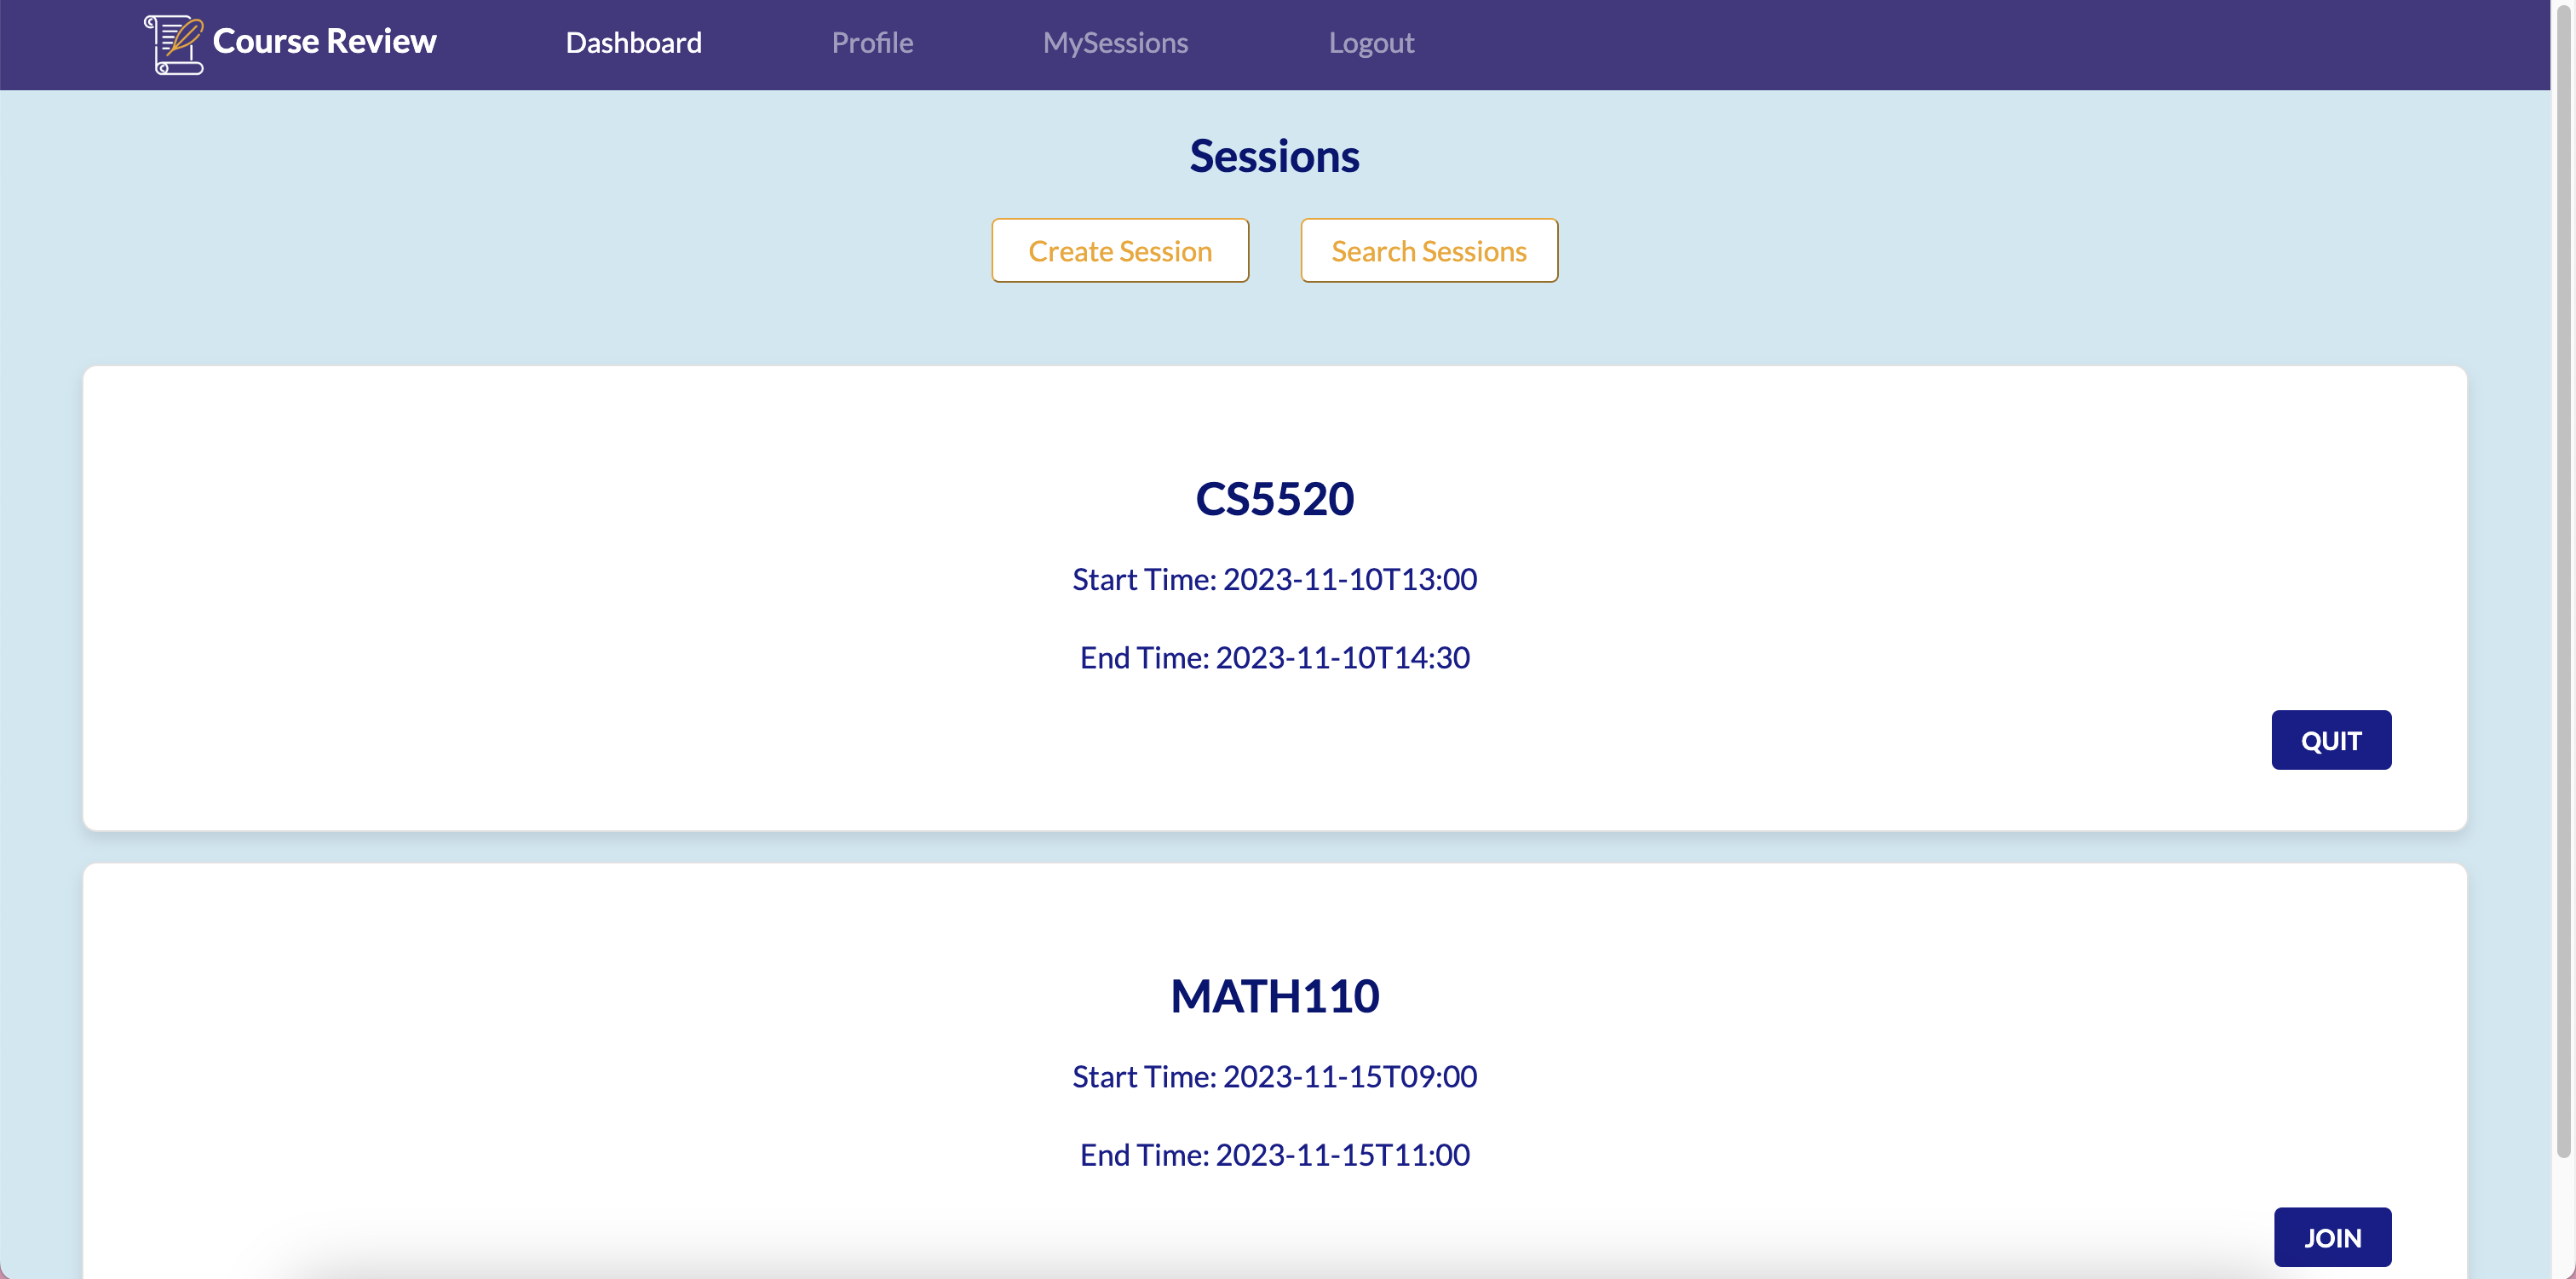 Course Review Dashboard Profile MySessions Logout
Sessions
Create Session Search Sessions
CS5520
Start Time: 2023-11-10T13:00
End Time: 2023-11-10T14:30
QUIT
MATH110
Start Time: 2023-11-15T09:00
End Time: 2023-11-15T11:00
JOIN